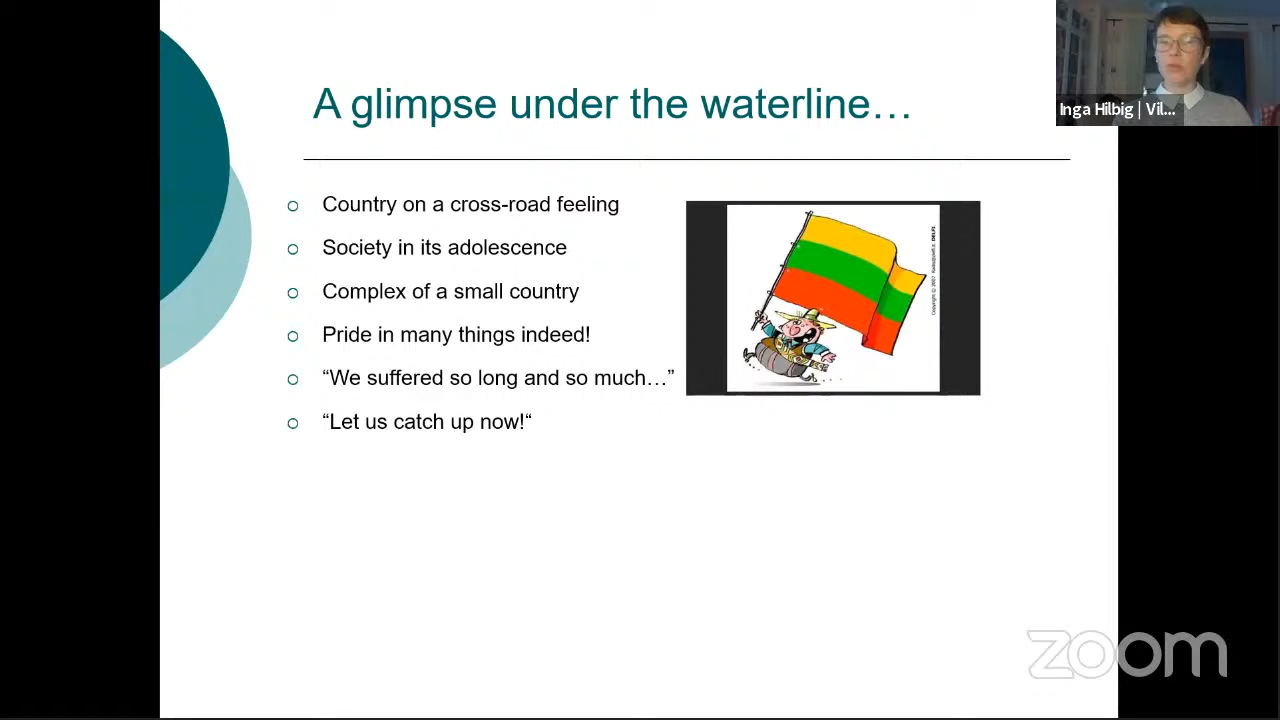 A glimpse under the waterline…
Inga Hilbig | Vil...
Country on a cross-road feeling
Society in its adolescence
Complex of a small country
Pride in many things indeed!
“We suffered so long and so much…”
“Let us catch up now!“
zoom